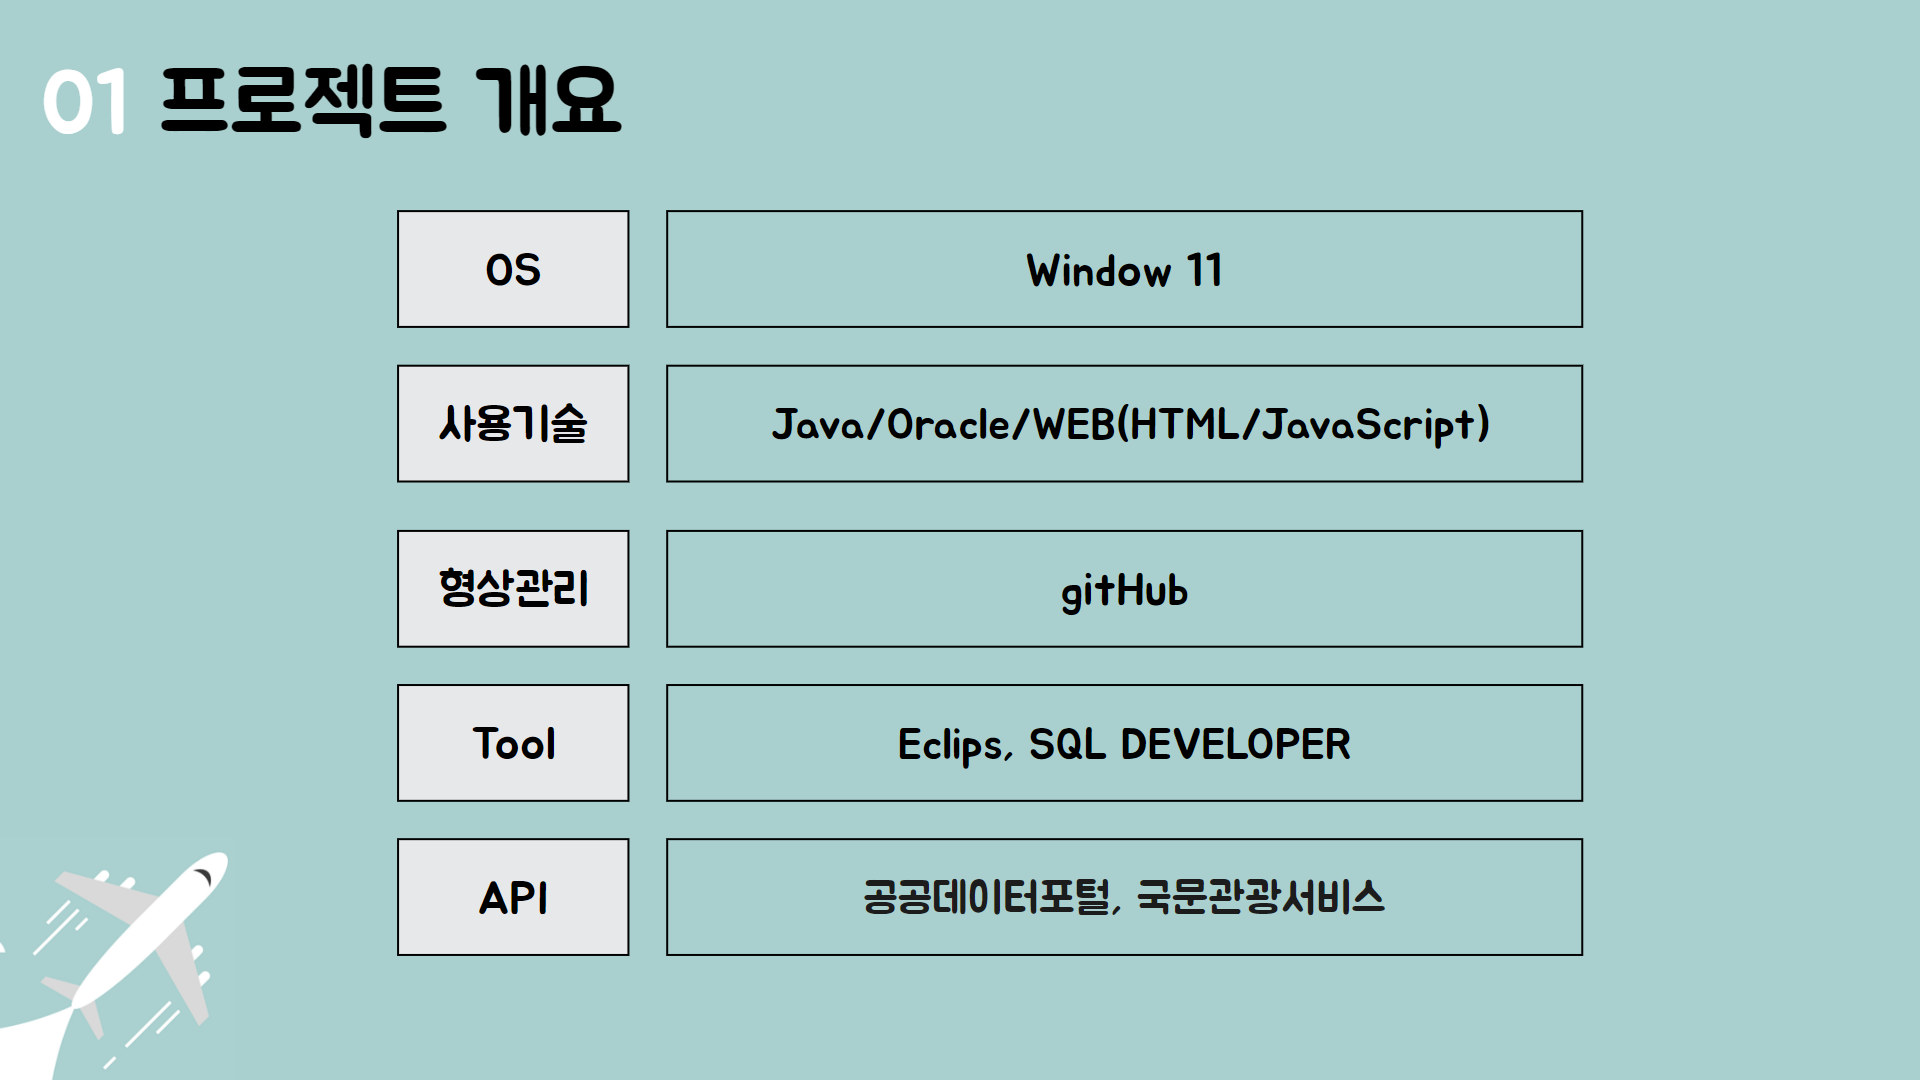 01 프로젝트 개요
OS
Window 11
사용기술
Java/Oracle/WEB(HTML/JavaScript)
형상관리
gitHub
Tool
Eclips, SQL DEVELOPER
API
공공데이터포털, 국문관광서비스